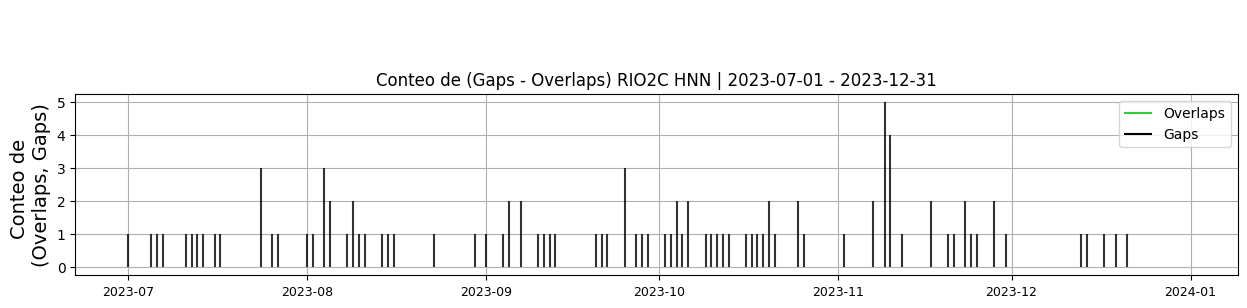 Conteo de (Gaps - Overlaps) RIO2C HNN | 2023-07-01 - 2023-12-31
Conteo de
(Overlaps, Gaps)
5
4
3
2
1
0
Overlaps
Gaps
2023-07
2023-08
2023-09
2023-10
2023-11
2023-12
2024-01